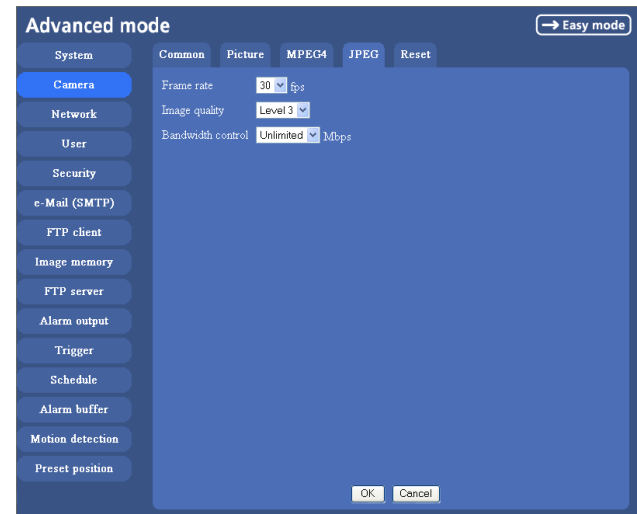 Advanced mode
→ Easy mode
System
Camera
Network
User
Security
e-Mail (SMTP)
FTP client
Image memory
FTP server
Alarm output
Trigger
Schedule
Alarm buffer
Motion detection
Preset position
Common Picture MPEG4 JPEG Reset
Frame rate 30 fps
Image quality Level 3
Bandwidth control Unlimited Mbps
OK Cancel